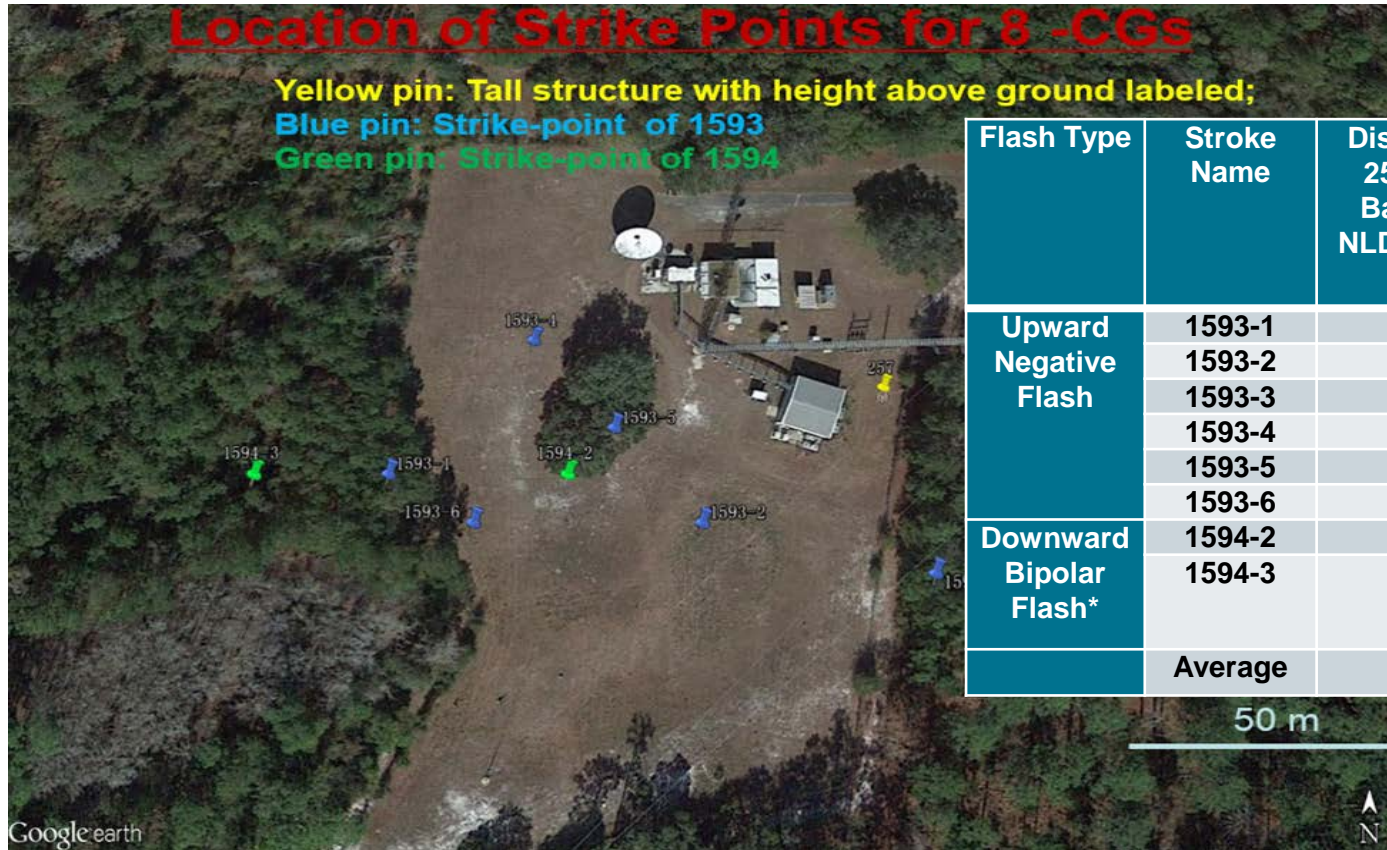 Location of Strike Points for 8 -CGs
Yellow pin: Tall structure with height above ground labeled;
Blue pin: Strike-point of 1593
Green pin: Strike-point of 1594
Flash Type
Stroke
Name
Upward
Negative
Flash
1593-1
1593-2
1593-3
1593-4
1593-5
1593-6
Downward
Bipolar
Flash*
1594-2
1594-3
Average
1593-4
257
1593-5
1594-3
1593-1
1594-2
1593-6
1593-2
50 m
N
Google earth